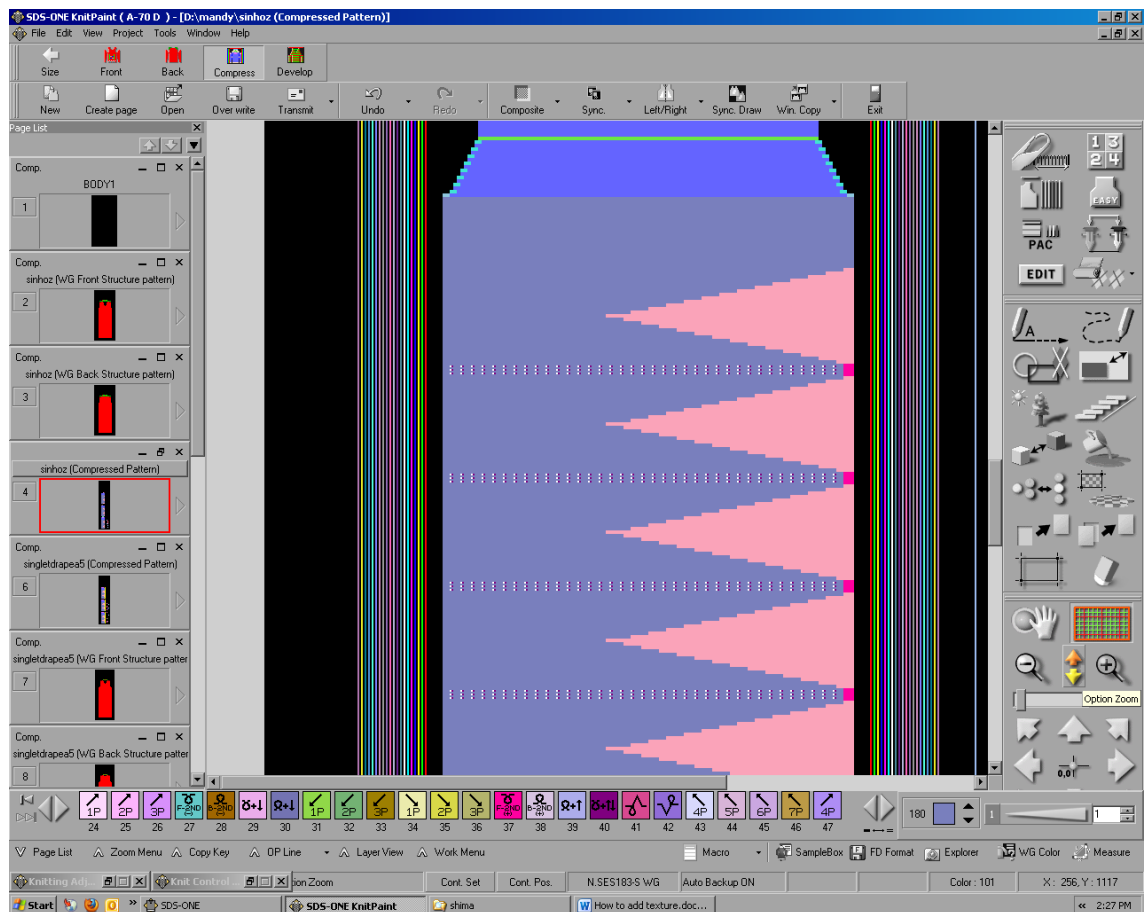 SDS-ONE KnitPaint ( A-70 D ) - [D:\mandy\sinhoz (Compressed Pattern)]
File Edit View Project Tools Window Help
Size Front Back Compress Develop
New Create page Open Over write Transmit Undo Redo Composite Sync. Left/Right Sync. Draw Win. Copy Exit
Page List
Comp.
BODY1
1
Comp.
sinhoz (WG Front Structure pattern)
2
Comp.
sinhoz (WG Back Structure pattern)
3
sinhoz (Compressed Pattern)
4
Comp.
singletdrapea5 (Compressed Pattern)
6
Comp.
singletdrapea5 (WG Front Structure patter
7
Comp.
singletdrapea5 (WG Back Structure patter
8
1 3
2 4
EASY
PAC
EDIT
A
Option Zoom
0,01
1P 2P 3P F-2ND B-2ND 1P 2P 3P 1P 2P 3P F-2ND B-2ND 4P 5P 6P 7P 4P
24 25 26 27 28 29 30 31 32 33 34 35 36 37 38 39 40 41 42 43 44 45 46 47
180 1 1
Page List Zoom Menu Copy Key OP Line Layer View Work Menu Macro SampleBox FD Format Explorer WG Color Measure
Knitting Adj... Knit Control ... ion Zoom Cont. Set Cont. Pos. N.SES183-S WG Auto Backup ON Color : 101 X : 256, Y : 1117
Start SDS-ONE SDS-ONE KnitPaint shima How to add texture.doc... 2:27 PM